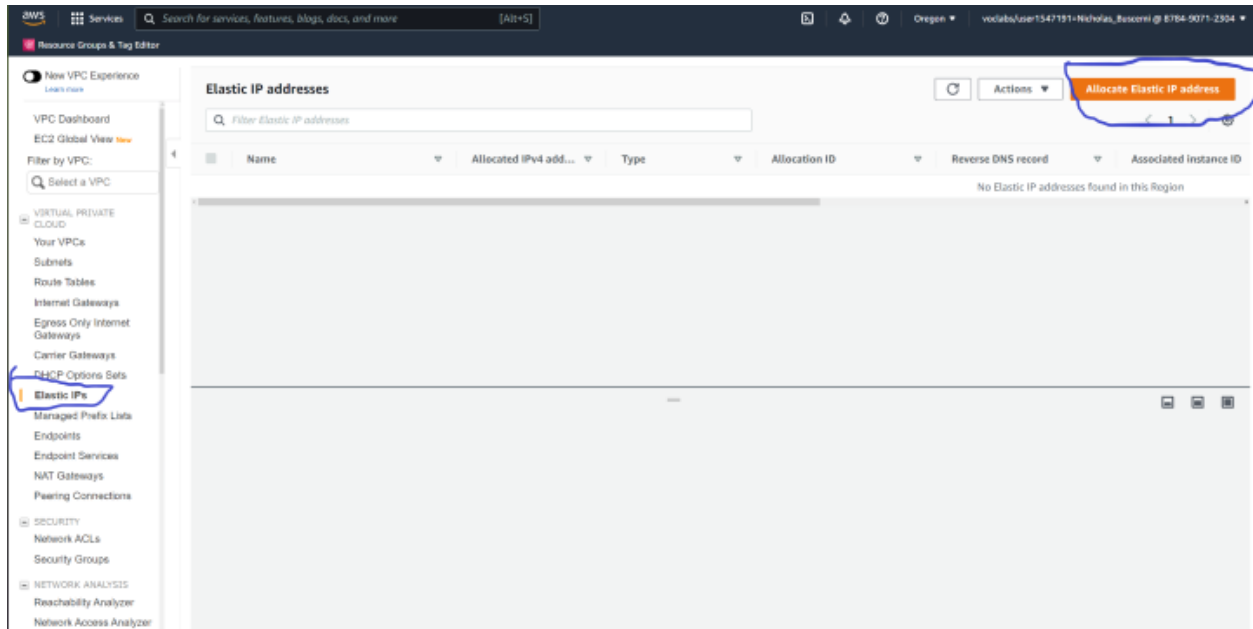 aws
Services
Search for services, features, blogs, docs, and more
[Alt+S]
Oregon
voclabs/user1547191=Nicholas_Buscemi @ 8784-9071-2304
Resource Groups & Tag Editor
New VPC Experience
Learn more
VPC Dashboard
EC2 Global View New
Filter by VPC:
Select a VPC
VIRTUAL PRIVATE
CLOUD
Your VPCs
Subnets
Route Tables
Internet Gateways
Egress Only Internet
Gateways
Carrier Gateways
DHCP Options Sets
Elastic IPs
Managed Prefix Lists
Endpoints
Endpoint Services
NAT Gateways
Peering Connections
SECURITY
Network ACLs
Security Groups
NETWORK ANALYSIS
Reachability Analyzer
Network Access Analyzer
Elastic IP addresses
Actions
Allocate Elastic IP address
Filter Elastic IP addresses
1
Name
Allocated IPv4 add...
Type
Allocation ID
Reverse DNS record
Associated instance ID
No Elastic IP addresses found in this Region